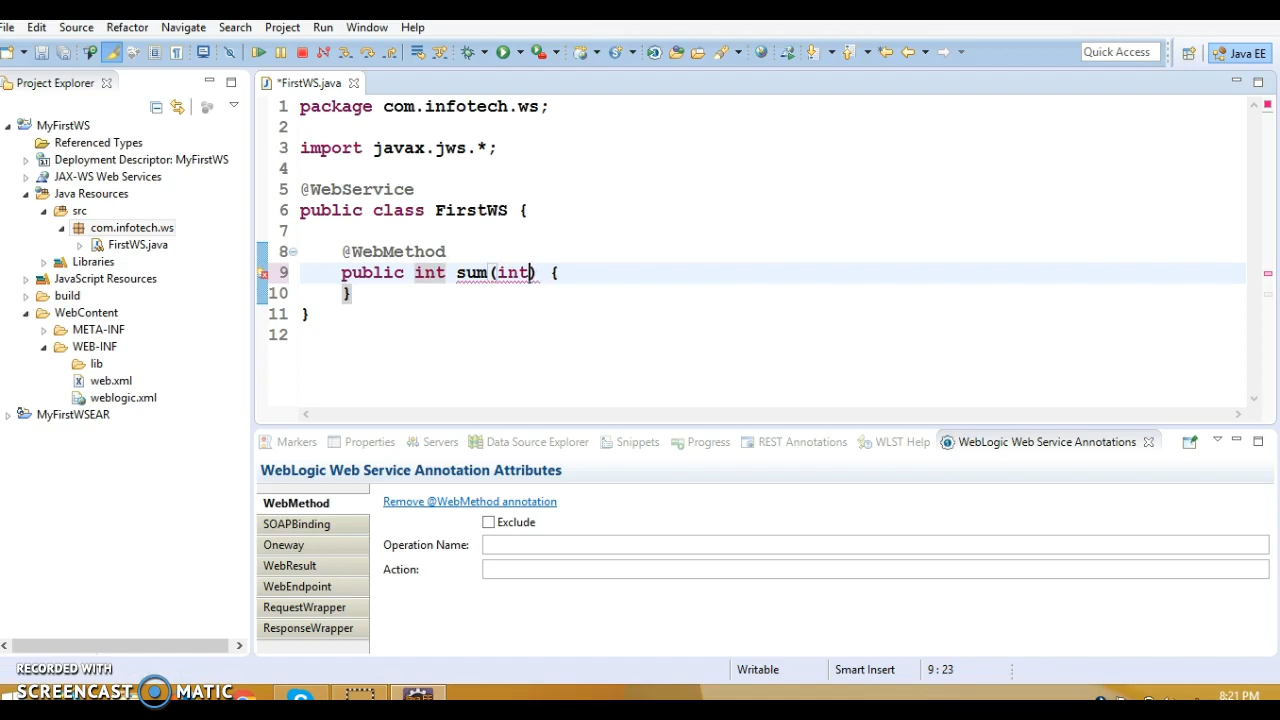 File Edit Source Refactor Navigate Search Project Run Window Help
Quick Access
Java EE
Project Explorer
*FirstWS.java
MyFirstWS
Referenced Types
Deployment Descriptor: MyFirstWS
JAX-WS Web Services
Java Resources
src
com.infotech.ws
FirstWS.java
Libraries
JavaScript Resources
build
WebContent
META-INF
WEB-INF
lib
web.xml
weblogic.xml
MyFirstWSEAR
1 package com.infotech.ws;
2
3 import javax.jws.*;
4
5 @WebService
6 public class FirstWS {
7
8 @WebMethod
9 public int sum(int) {
10 }
11 }
12
Markers Properties Servers Data Source Explorer Snippets Progress REST Annotations WLST Help WebLogic Web Service Annotations
WebLogic Web Service Annotation Attributes
WebMethod
SOAPBinding
Oneway
WebResult
WebEndpoint
RequestWrapper
ResponseWrapper
Remove @WebMethod annotation
Exclude
Operation Name:
Action:
Writable Smart Insert 9 : 23
RECORDED WITH
SCREENCAST MATIC
8:21 PM